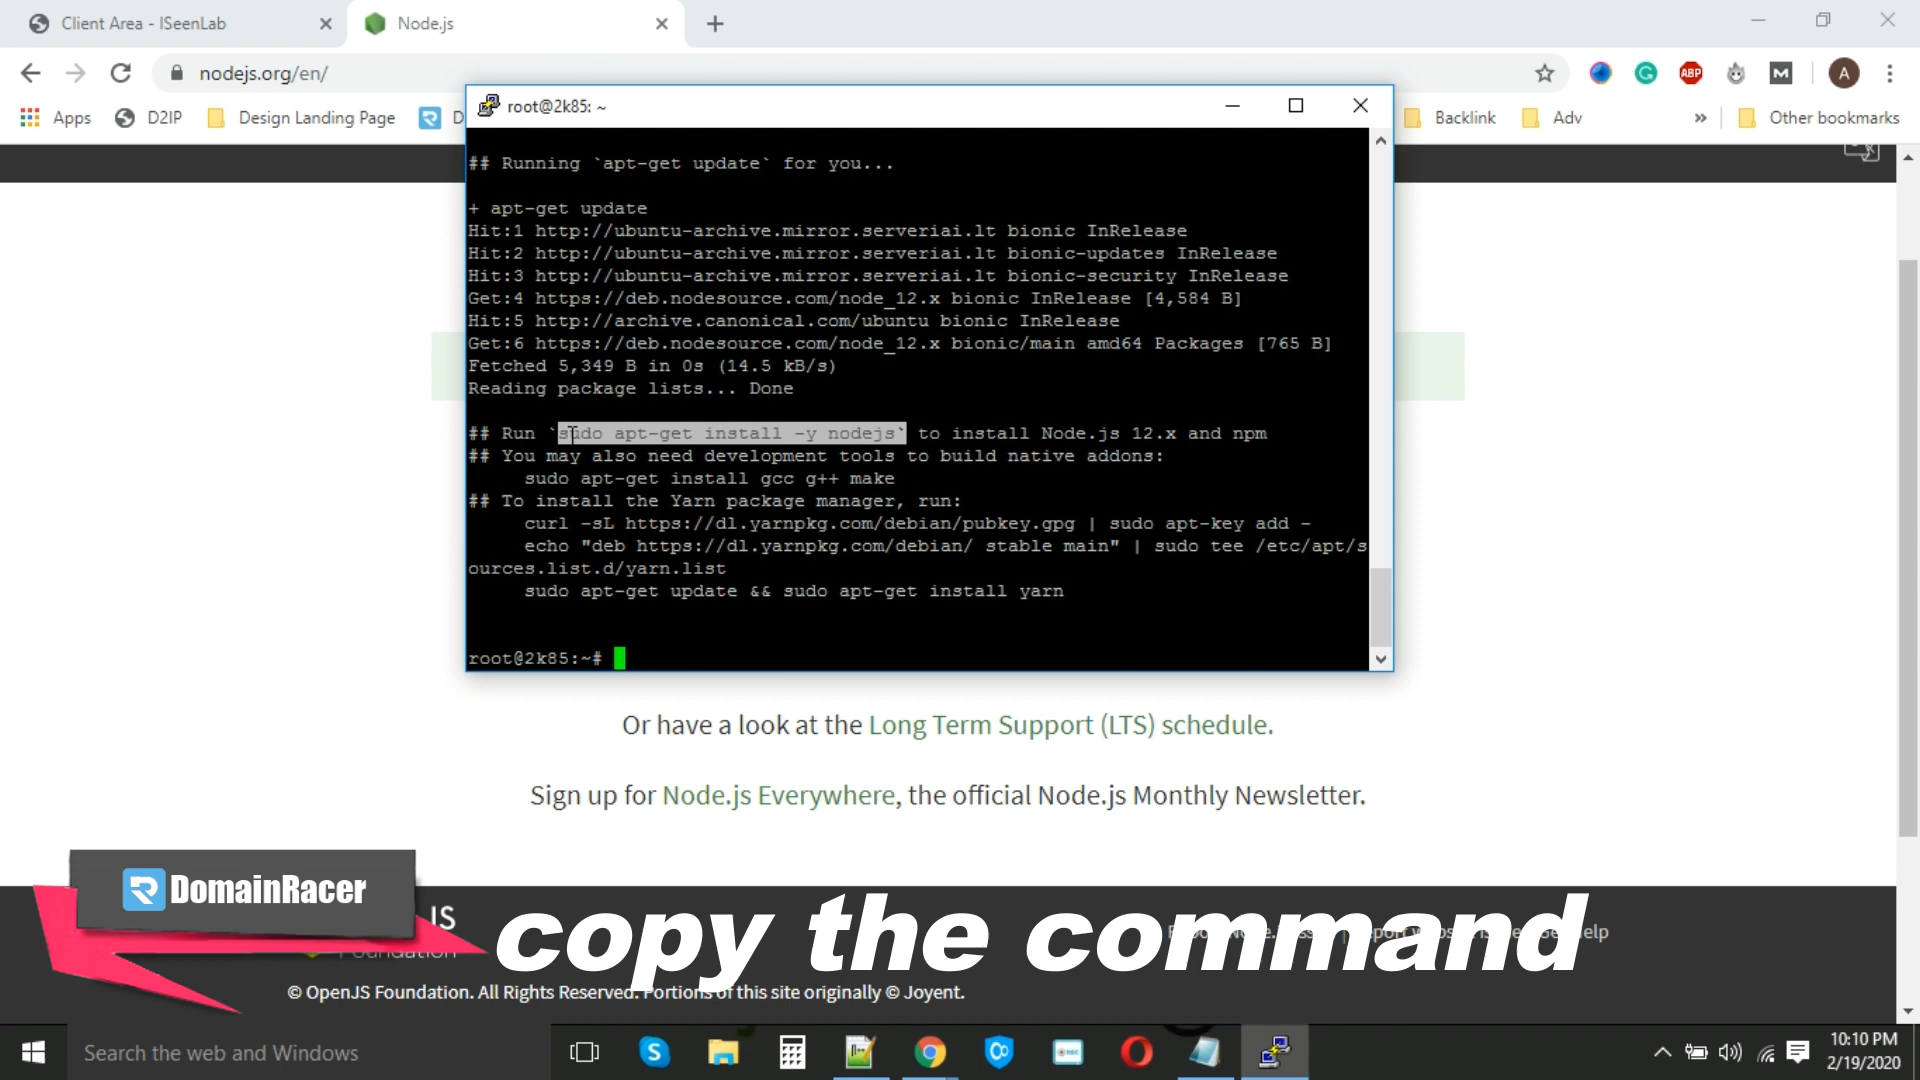 Client Area - ISeenLab
Node.js
nodejs.org/en/
ABP
M
A
Apps
D2IP
Design Landing Page
D
Backlink
Adv
»
Other bookmarks
root@2k85: ~
## Running `apt-get update` for you...
+ apt-get update
Hit:1 http://ubuntu-archive.mirror.serveriai.lt bionic InRelease
Hit:2 http://ubuntu-archive.mirror.serveriai.lt bionic-updates InRelease
Hit:3 http://ubuntu-archive.mirror.serveriai.lt bionic-security InRelease
Get:4 https://deb.nodesource.com/node_12.x bionic InRelease [4,584 B]
Hit:5 http://archive.canonical.com/ubuntu bionic InRelease
Get:6 https://deb.nodesource.com/node_12.x bionic/main amd64 Packages [765 B]
Fetched 5,349 B in 0s (14.5 kB/s)
Reading package lists... Done
## Run `sudo apt-get install -y nodejs` to install Node.js 12.x and npm
## You may also need development tools to build native addons:
sudo apt-get install gcc g++ make
## To install the Yarn package manager, run:
curl -sL https://dl.yarnpkg.com/debian/pubkey.gpg | sudo apt-key add -
echo "deb https://dl.yarnpkg.com/debian/ stable main" | sudo tee /etc/apt/s
ources.list.d/yarn.list
sudo apt-get update && sudo apt-get install yarn
root@2k85:~#
Or have a look at the Long Term Support (LTS) schedule.
Sign up for Node.js Everywhere, the official Node.js Monthly Newsletter.
DomainRacer
JS
Foundation
copy the command
© OpenJS Foundation. All Rights Reserved. Portions of this site originally © Joyent.
Search the web and Windows
10:10 PM
2/19/2020